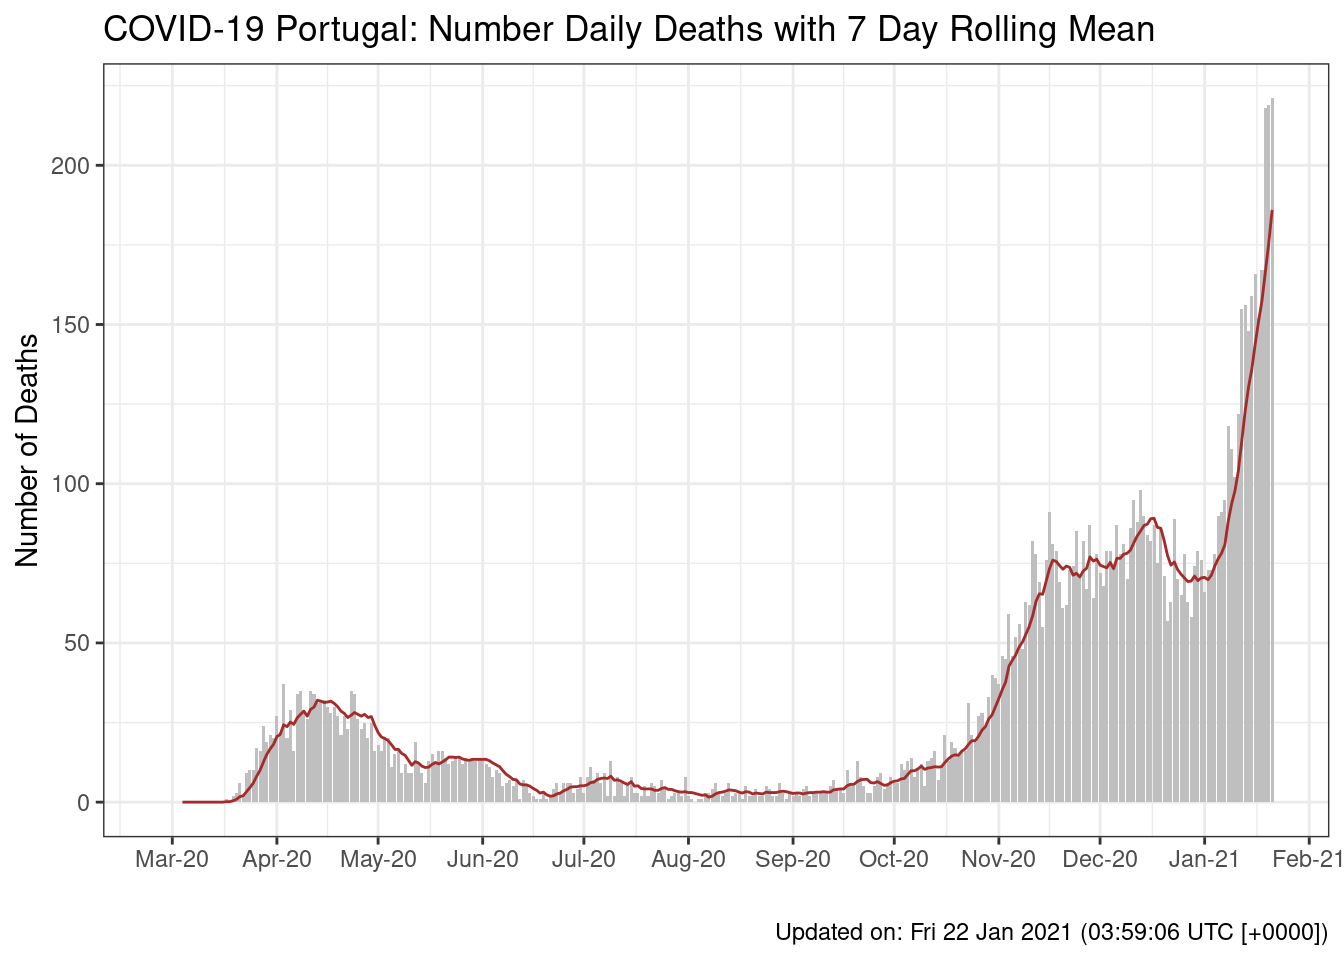 COVID-19 Portugal: Number Daily Deaths with 7 Day Rolling Mean
Number of Deaths
200
150
100
50
0
Mar-20 Apr-20 May-20 Jun-20 Jul-20 Aug-20 Sep-20 Oct-20 Nov-20 Dec-20 Jan-21 Feb-21
Updated on: Fri 22 Jan 2021 (03:59:06 UTC [+0000])